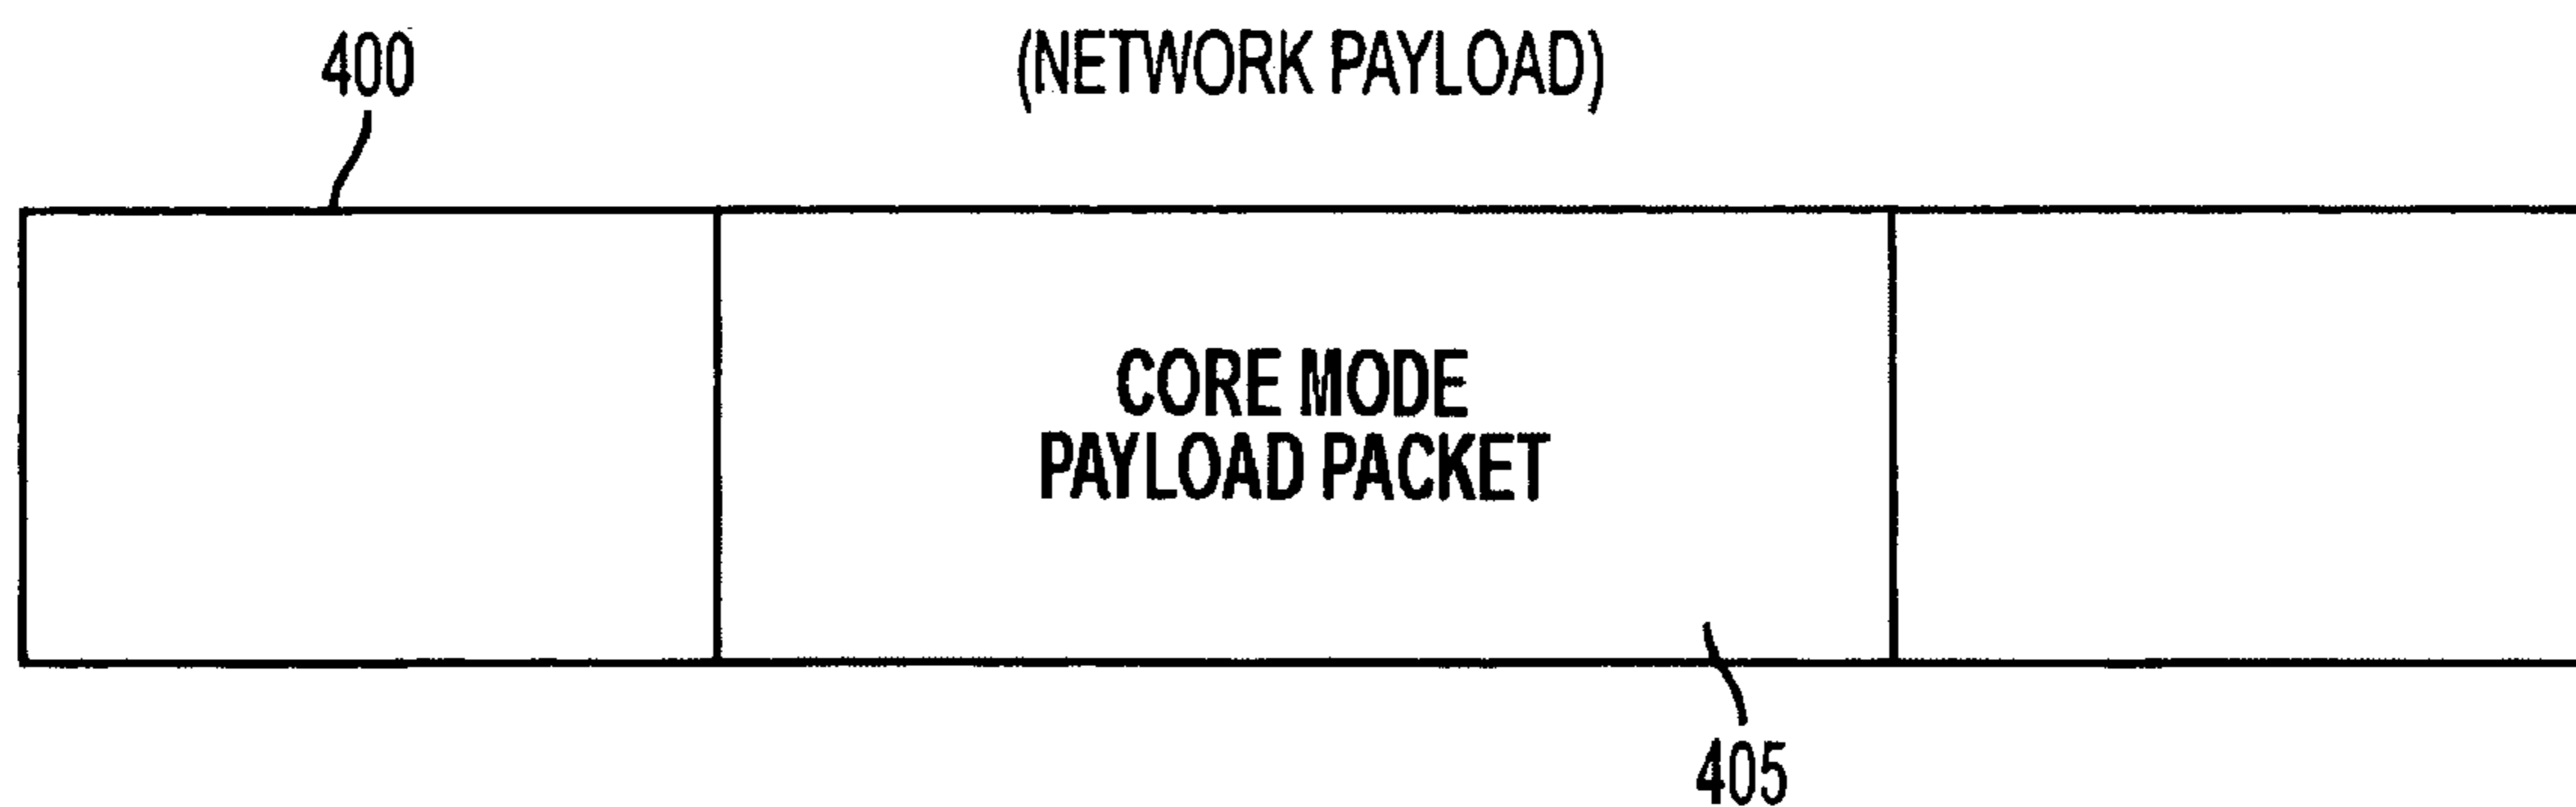 400
(NETWORK PAYLOAD)
CORE MODE
PAYLOAD PACKET
405